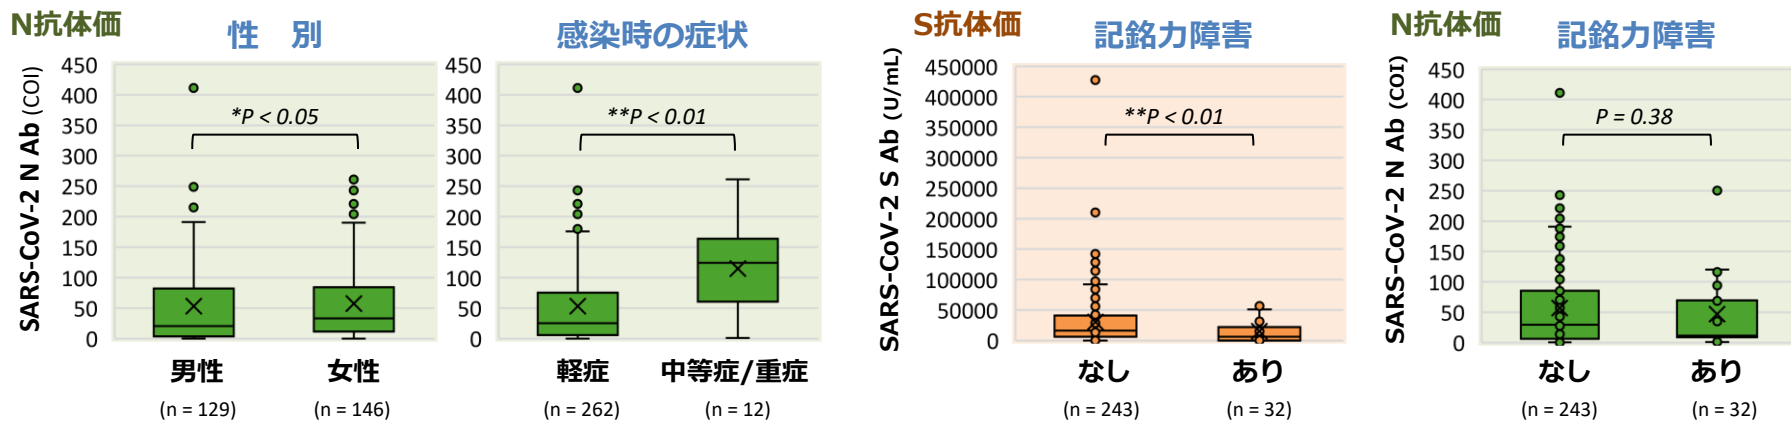 N抗体価
性 別
SARS-CoV-2 N Ab (COI)
450
400
350
300
250
200
150
100
50
0
*P < 0.05
男性
女性
(n = 129)
(n = 146)
感染時の症状
450
400
350
300
250
200
150
100
50
0
**P < 0.01
軽症
中等症/重症
(n = 262)
(n = 12)
S抗体価
記銘力障害
SARS-CoV-2 S Ab (U/mL)
450000
400000
350000
300000
250000
200000
150000
100000
50000
0
**P < 0.01
なし
あり
(n = 243)
(n = 32)
N抗体価
記銘力障害
SARS-CoV-2 N Ab (COI)
450
400
350
300
250
200
150
100
50
0
P = 0.38
なし
あり
(n = 243)
(n = 32)